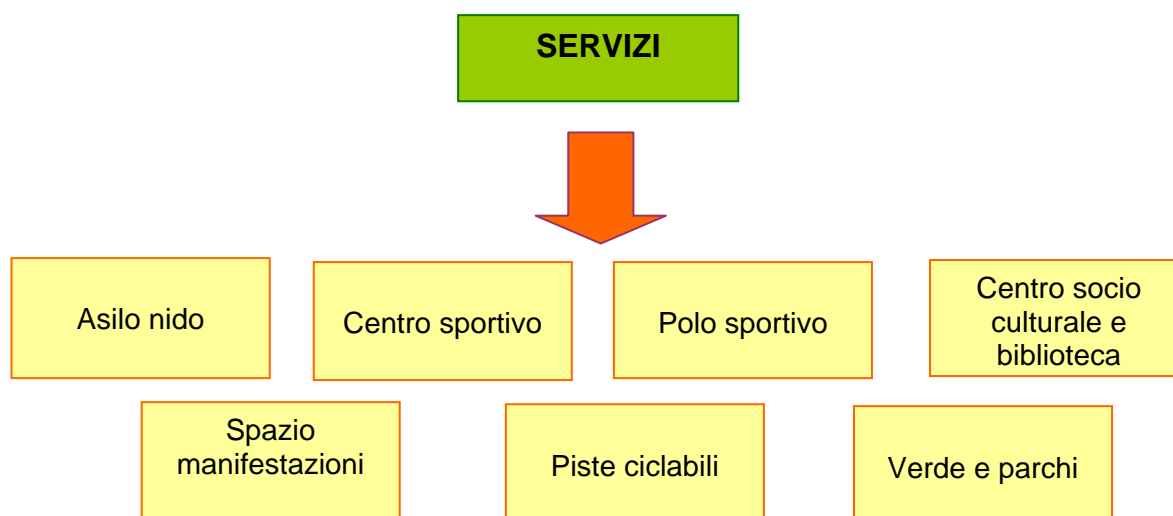 SERVIZI
Asilo nido
Centro sportivo
Polo sportivo
Centro socio
culturale e
biblioteca
Spazio
manifestazioni
Piste ciclabili
Verde e parchi